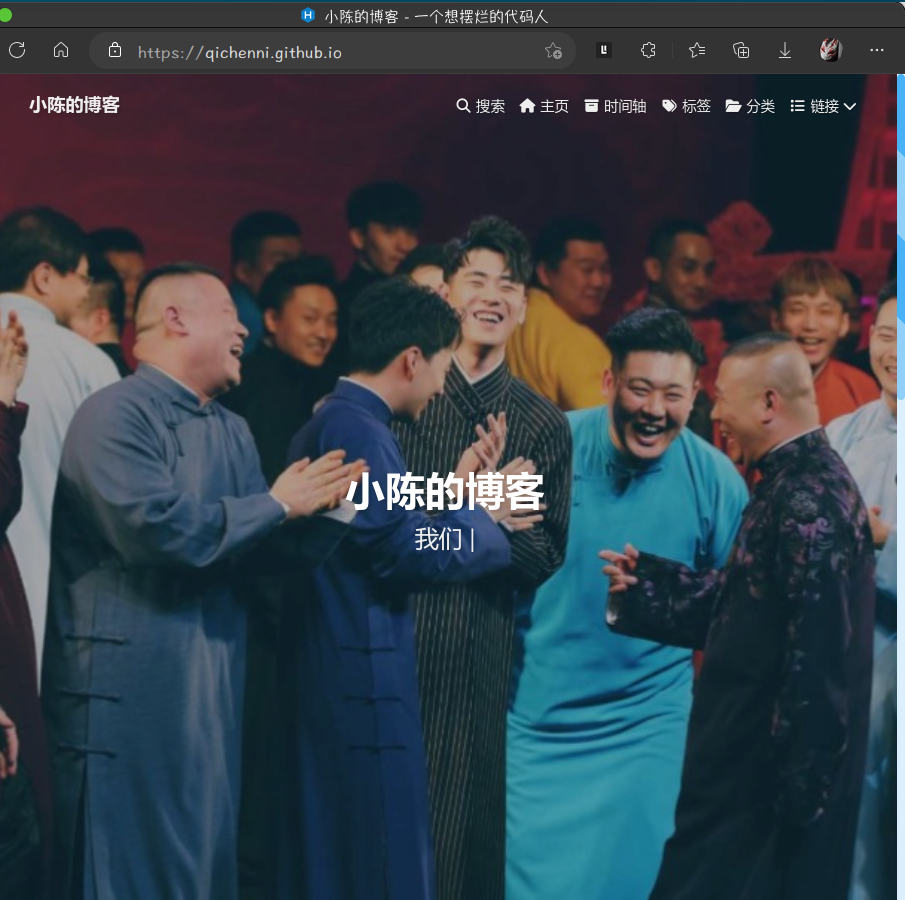 小陈的博客 - 一个想摆烂的代码人
https://qichenni.github.io
小陈的博客
搜索 主页 时间轴 标签 分类 链接
小陈的博客
我们 |